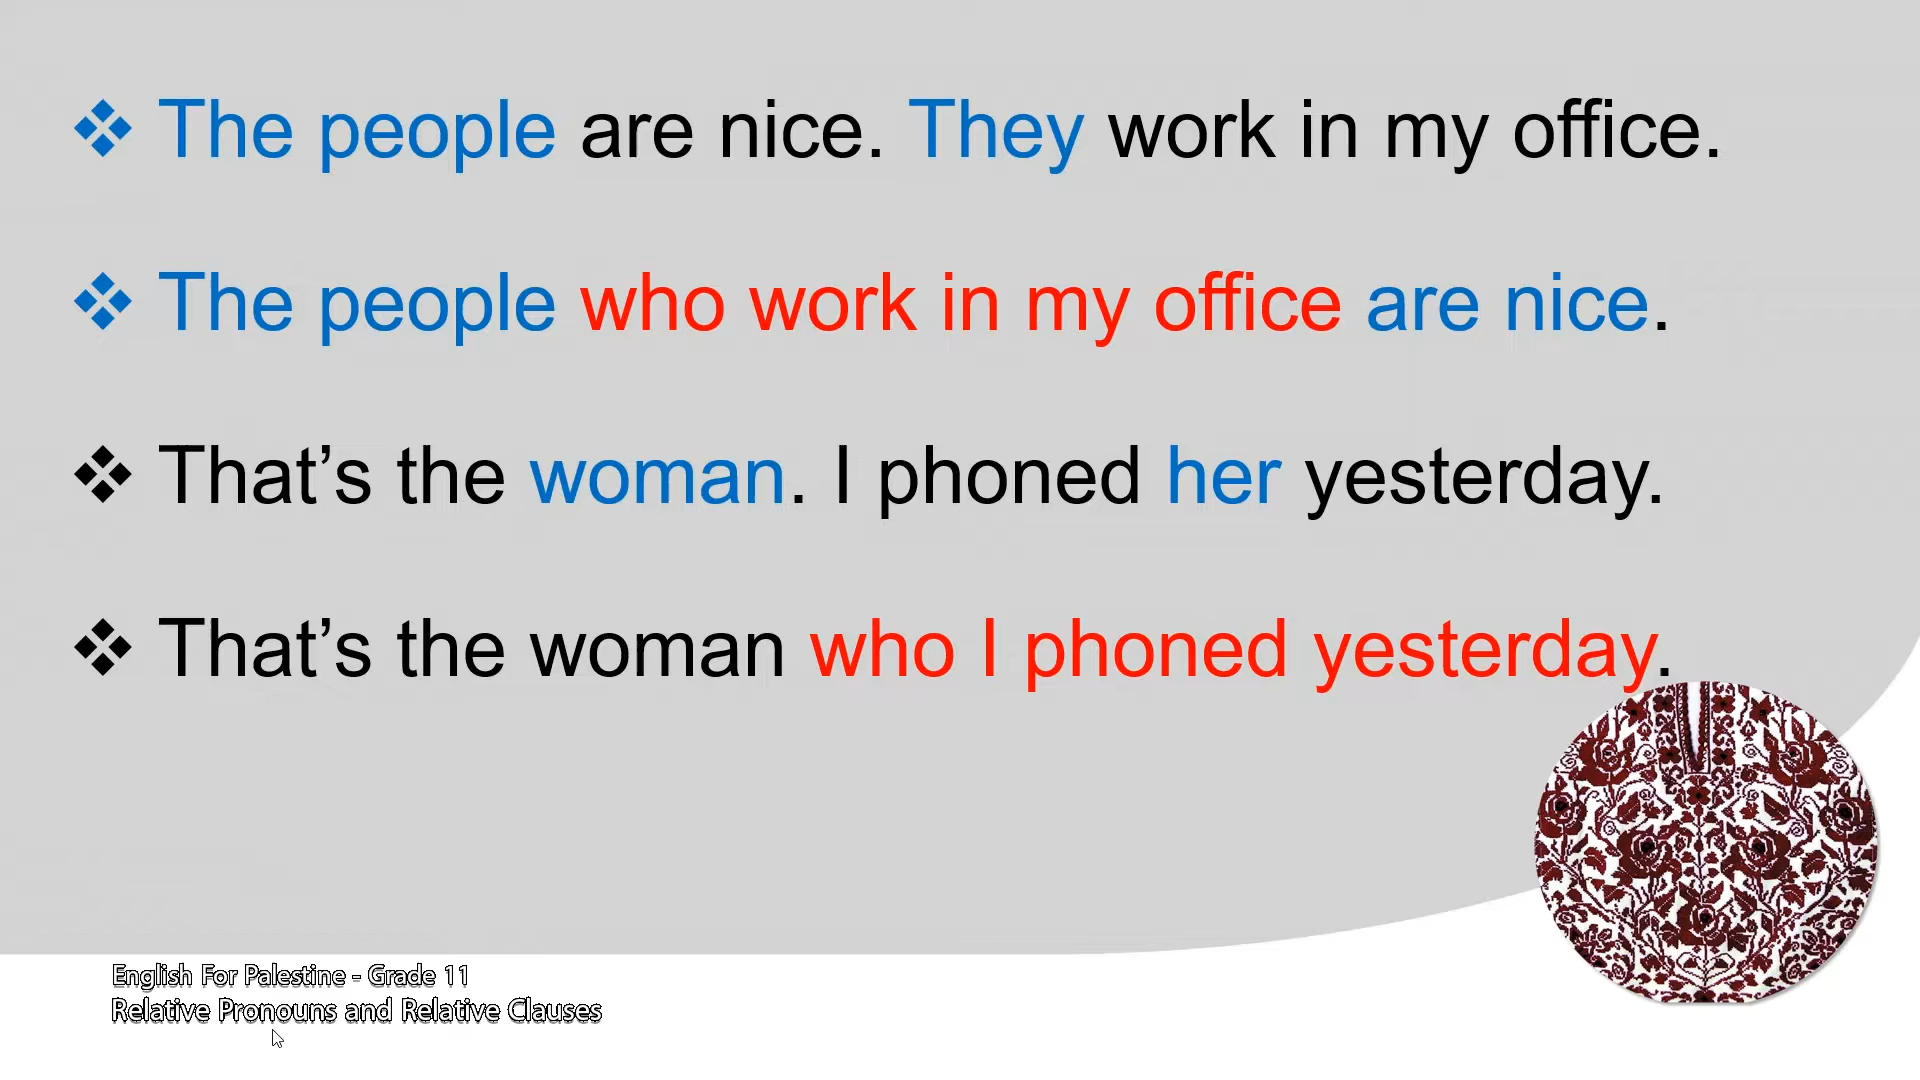 ❖ The people are nice. They work in my office.
❖ The people who work in my office are nice.
❖ That’s the woman. I phoned her yesterday.
❖ That’s the woman who I phoned yesterday.
English For Palestine - Grade 11
Relative Pronouns and Relative Clauses